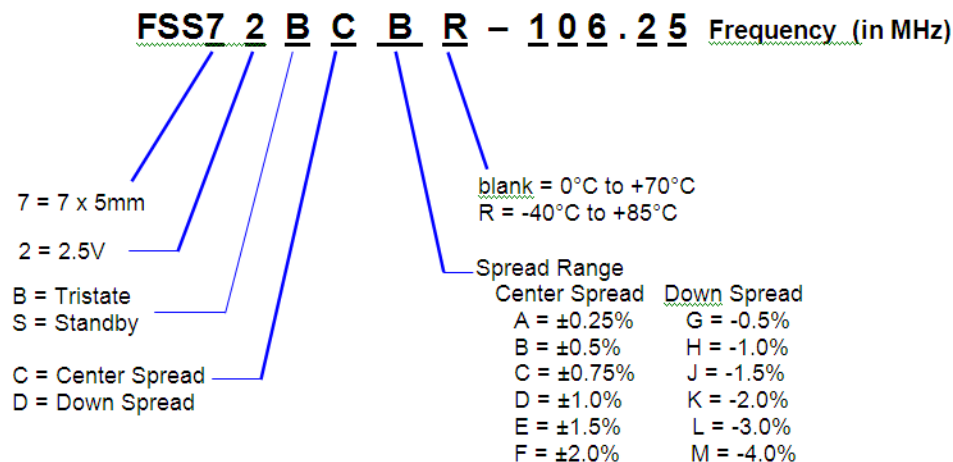 FSS7 2 B C B R – 1 0 6 . 2 5 Frequency (in MHz)
7 = 7 x 5mm
2 = 2.5V
B = Tristate
S = Standby
C = Center Spread
D = Down Spread
blank = 0°C to +70°C
R = -40°C to +85°C
Spread Range
Center Spread Down Spread
A = ±0.25% G = -0.5%
B = ±0.5% H = -1.0%
C = ±0.75% J = -1.5%
D = ±1.0% K = -2.0%
E = ±1.5% L = -3.0%
F = ±2.0% M = -4.0%